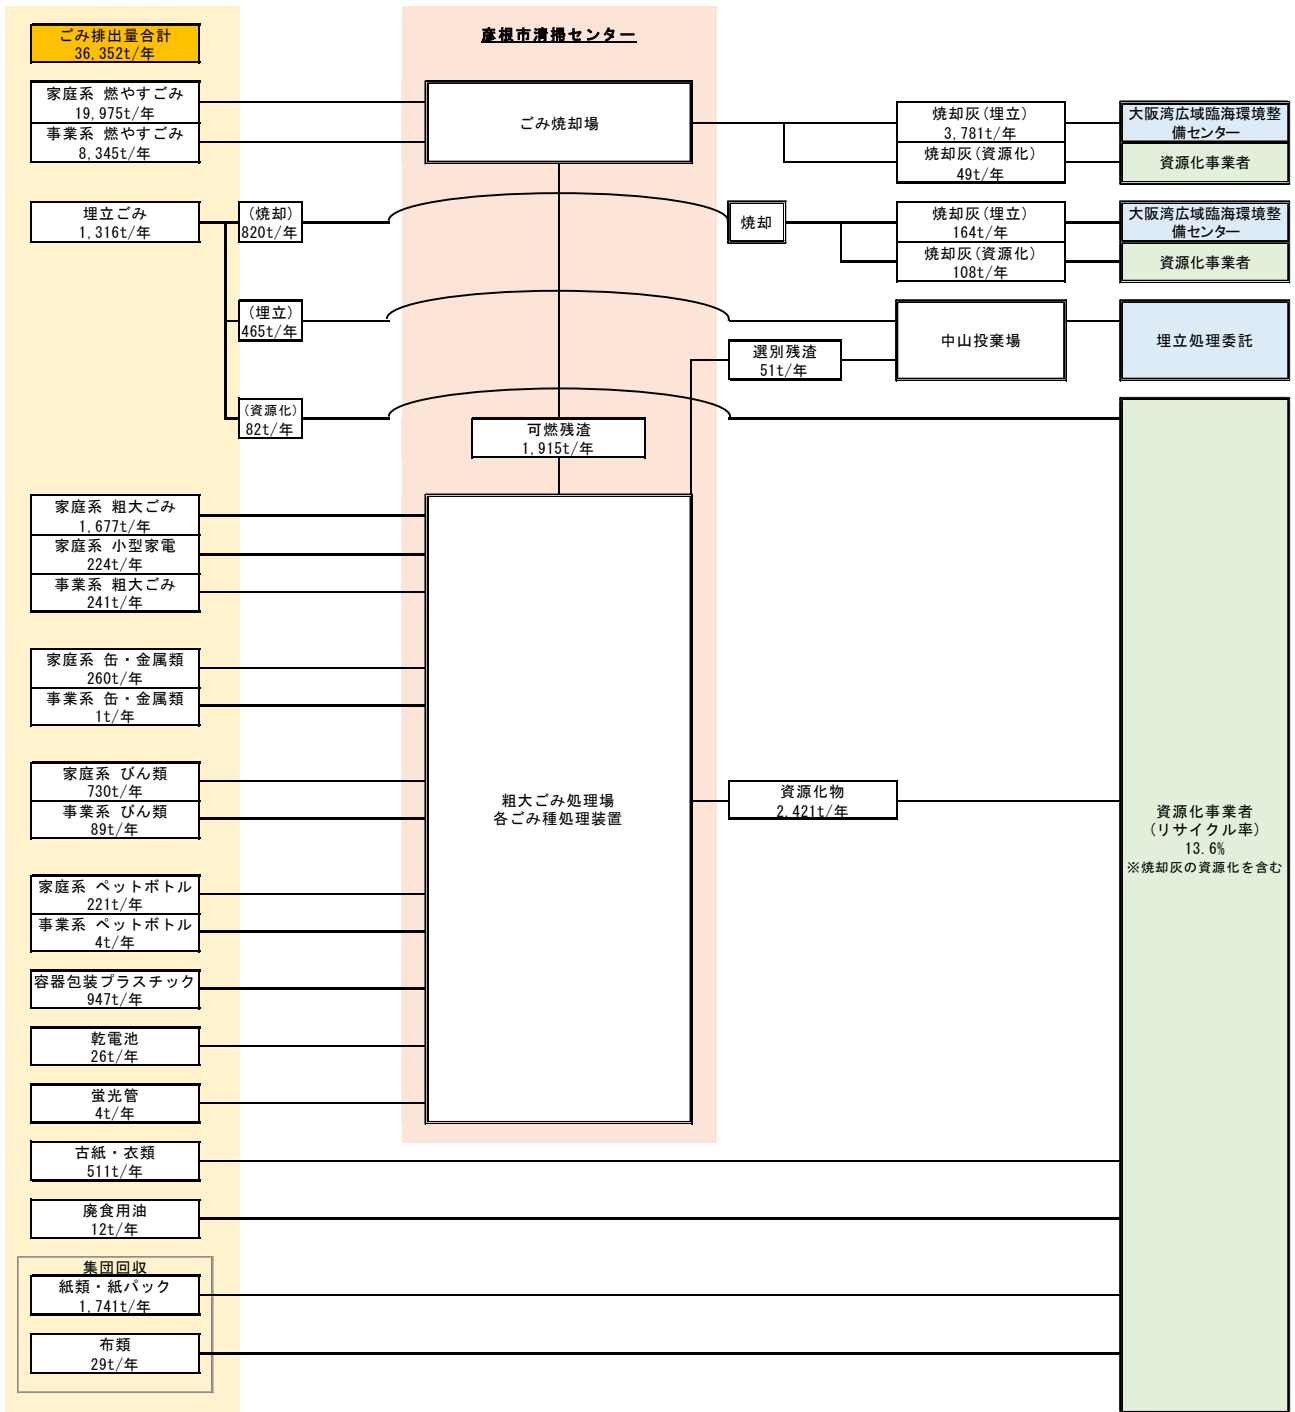 ごみ排出量合計
36,352t/年
彦根市清掃センター
家庭系 燃やすごみ
19,975t/年
事業系 燃やすごみ
8,345t/年
ごみ焼却場
焼却灰(埋立)
3,781t/年
大阪湾広域臨海環境整
備センター
焼却灰(資源化)
49t/年
資源化事業者
埋立ごみ
1,316t/年
(焼却)
820t/年
焼却
焼却灰(埋立)
164t/年
大阪湾広域臨海環境整
備センター
焼却灰(資源化)
108t/年
資源化事業者
(埋立)
465t/年
中山投棄場
埋立処理委託
選別残渣
51t/年
(資源化)
82t/年
可燃残渣
1,915t/年
家庭系 粗大ごみ
1,677t/年
家庭系 小型家電
224t/年
事業系 粗大ごみ
241t/年
家庭系 缶・金属類
260t/年
事業系 缶・金属類
1t/年
家庭系 びん類
730t/年
事業系 びん類
89t/年
粗大ごみ処理場
各ごみ種処理装置
資源化物
2,421t/年
資源化事業者
(リサイクル率)
13.6%
※焼却灰の資源化を含む
家庭系 ペットボトル
221t/年
事業系 ペットボトル
4t/年
容器包装プラスチック
947t/年
乾電池
26t/年
蛍光管
4t/年
古紙・衣類
511t/年
廃食用油
12t/年
集団回収
紙類・紙パック
1,741t/年
布類
29t/年